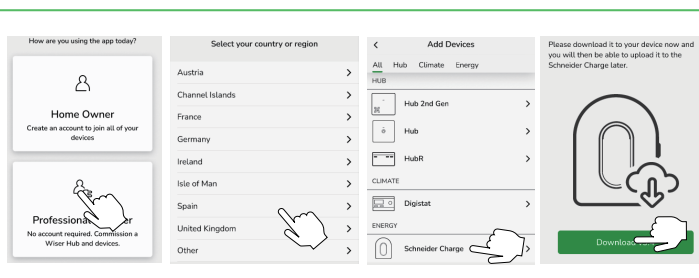 How are you using the app today?
Home Owner
Create an account to join all of your
devices
Professional
No account required. Commission a
Wiser Hub and devices.
Select your country or region
Austria
Channel Islands
France
Germany
Ireland
Isle of Man
Spain
United Kingdom
Other
Add Devices
All Hub Climate Energy
HUB
Hub 2nd Gen
Hub
HubR
CLIMATE
Digistat
ENERGY
Schneider Charge
Please download it to your device now and
you will then be able to upload it to the
Schneider Charge later.
Download